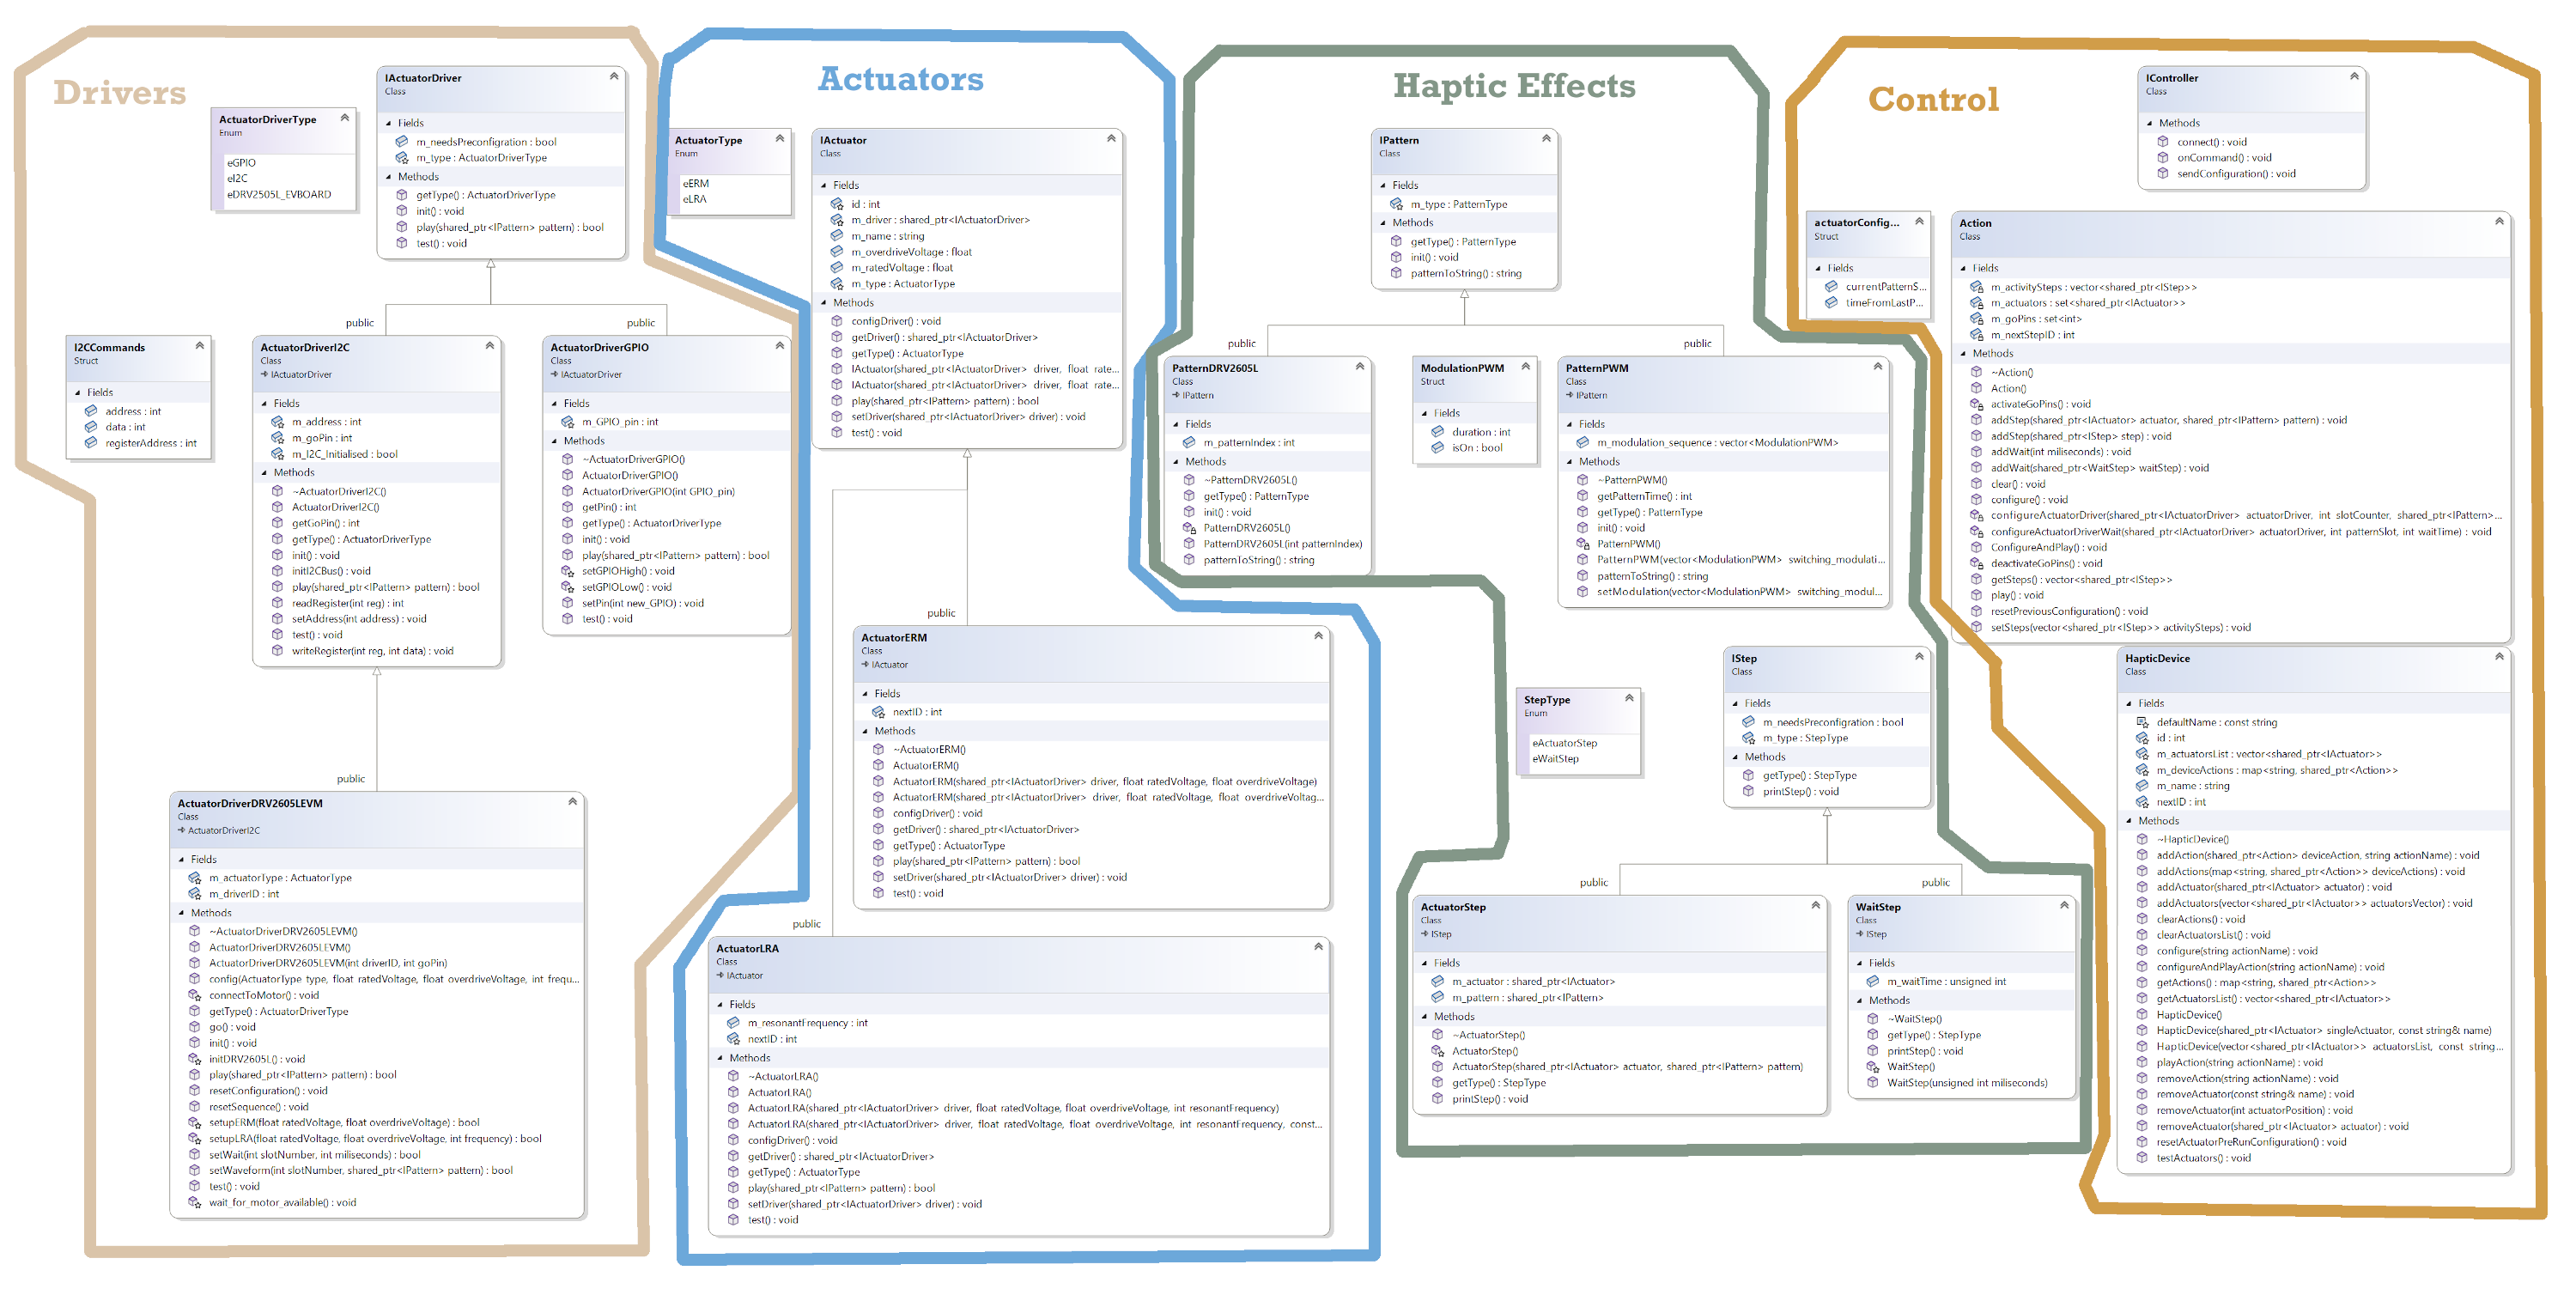 Drivers
ActuatorDriverType
Enum
eGPIO
eI2C
eDRV2505L_EVBOARD
IActuatorDriver
Class
Fields
m_needsPreconfigration : bool
m_type : ActuatorDriverType
Methods
getType() : ActuatorDriverType
init() : void
play(shared_ptr<IPattern> pattern) : bool
test() : void
public
public
I2CCommands
Struct
Fields
address : int
data : int
registerAddress : int
ActuatorDriverI2C
Class
IActuatorDriver
Fields
m_address : int
m_goPin : int
m_I2C_Initialised : bool
Methods
~ActuatorDriverI2C()
ActuatorDriverI2C()
getGoPin() : int
getType() : ActuatorDriverType
init() : void
initI2CBus() : void
play(shared_ptr<IPattern> pattern) : bool
readRegister(int reg) : int
setAddress(int address) : void
test() : void
writeRegister(int reg, int data) : void
ActuatorDriverGPIO
Class
IActuatorDriver
Fields
m_GPIO_pin : int
Methods
~ActuatorDriverGPIO()
ActuatorDriverGPIO()
ActuatorDriverGPIO(int GPIO_pin)
getPin() : int
getType() : ActuatorDriverType
init() : void
play(shared_ptr<IPattern> pattern) : bool
setGPIOHigh() : void
setGPIOLow() : void
setPin(int new_GPIO) : void
test() : void
public
ActuatorDriverDRV2605LEVM
Class
ActuatorDriverI2C
Fields
m_actuatorType : ActuatorType
m_driverID : int
Methods
~ActuatorDriverDRV2605LEVM()
ActuatorDriverDRV2605LEVM()
ActuatorDriverDRV2605LEVM(int driverID, int goPin)
config(ActuatorType type, float ratedVoltage, float overdriveVoltage, int frequ...
connectToMotor() : void
getType() : ActuatorDriverType
go() : void
init() : void
initDRV2605L() : void
play(shared_ptr<IPattern> pattern) : bool
resetConfiguration() : void
resetSequence() : void
setupERM(float ratedVoltage, float overdriveVoltage) : bool
setupLRA(float ratedVoltage, float overdriveVoltage, int frequency) : bool
setWait(int slotNumber, int miliseconds) : bool
setWaveform(int slotNumber, shared_ptr<IPattern> pattern) : bool
test() : void
wait_for_motor_available() : void
Actuators
ActuatorType
Enum
eERM
eLRA
IActuator
Class
Fields
id : int
m_driver : shared_ptr<IActuatorDriver>
m_name : string
m_overdriveVoltage : float
m_ratedVoltage : float
m_type : ActuatorType
Methods
configDriver() : void
getDriver() : shared_ptr<IActuatorDriver>
getType() : ActuatorType
IActuator(shared_ptr<IActuatorDriver> driver, float rate...
IActuator(shared_ptr<IActuatorDriver> driver, float rate...
play(shared_ptr<IPattern> pattern) : bool
setDriver(shared_ptr<IActuatorDriver> driver) : void
test() : void
public
ActuatorERM
Class
IActuator
Fields
nextID : int
Methods
~ActuatorERM()
ActuatorERM()
ActuatorERM(shared_ptr<IActuatorDriver> driver, float ratedVoltage, float overdriveVoltage)
ActuatorERM(shared_ptr<IActuatorDriver> driver, float ratedVoltage, float overdriveVoltag...
configDriver() : void
getDriver() : shared_ptr<IActuatorDriver>
getType() : ActuatorType
play(shared_ptr<IPattern> pattern) : bool
setDriver(shared_ptr<IActuatorDriver> driver) : void
test() : void
public
ActuatorLRA
Class
IActuator
Fields
m_resonantFrequency : int
nextID : int
Methods
~ActuatorLRA()
ActuatorLRA()
ActuatorLRA(shared_ptr<IActuatorDriver> driver, float ratedVoltage, float overdriveVoltage, int resonantFrequency)
ActuatorLRA(shared_ptr<IActuatorDriver> driver, float ratedVoltage, float overdriveVoltage, int resonantFrequency, const...
configDriver() : void
getDriver() : shared_ptr<IActuatorDriver>
getType() : ActuatorType
play(shared_ptr<IPattern> pattern) : bool
setDriver(shared_ptr<IActuatorDriver> driver) : void
test() : void
Haptic Effects
IPattern
Class
Fields
m_type : PatternType
Methods
getType() : PatternType
init() : void
patternToString() : string
public
public
PatternDRV2605L
Class
IPattern
Fields
m_patternIndex : int
Methods
~PatternDRV2605L()
getType() : PatternType
init() : void
PatternDRV2605L()
PatternDRV2605L(int patternIndex)
patternToString() : string
ModulationPWM
Struct
Fields
duration : int
isOn : bool
PatternPWM
Class
IPattern
Fields
m_modulation_sequence : vector<ModulationPWM>
Methods
~PatternPWM()
getPatternTime() : int
getType() : PatternType
init() : void
PatternPWM()
PatternPWM(vector<ModulationPWM> switching_modulati...
patternToString() : string
setModulation(vector<ModulationPWM> switching_modul...
StepType
Enum
eActuatorStep
eWaitStep
IStep
Class
Fields
m_needsPreconfigration : bool
m_type : StepType
Methods
getType() : StepType
printStep() : void
public
public
ActuatorStep
Class
IStep
Fields
m_actuator : shared_ptr<IActuator>
m_pattern : shared_ptr<IPattern>
Methods
~ActuatorStep()
ActuatorStep()
ActuatorStep(shared_ptr<IActuator> actuator, shared_ptr<IPattern> pattern)
getType() : StepType
printStep() : void
WaitStep
Class
IStep
Fields
m_waitTime : unsigned int
Methods
~WaitStep()
getType() : StepType
printStep() : void
WaitStep()
WaitStep(unsigned int miliseconds)
Control
IController
Class
Methods
connect() : void
onCommand() : void
sendConfiguration() : void
actuatorConfig...
Struct
Fields
currentPatternS...
timeFromLastP...
Action
Class
Fields
m_activitySteps : vector<shared_ptr<IStep>>
m_actuators : set<shared_ptr<IActuator>>
m_goPins : set<int>
m_nextStepID : int
Methods
~Action()
Action()
activateGoPins() : void
addStep(shared_ptr<IActuator> actuator, shared_ptr<IPattern> pattern) : void
addStep(shared_ptr<IStep> step) : void
addWait(int miliseconds) : void
addWait(shared_ptr<WaitStep> waitStep) : void
clear() : void
configure() : void
configureActuatorDriver(shared_ptr<IActuatorDriver> actuatorDriver, int slotCounter, shared_ptr<IPattern>...
configureActuatorDriverWait(shared_ptr<IActuatorDriver> actuatorDriver, int patternSlot, int waitTime) : void
ConfigureAndPlay() : void
deactivateGoPins() : void
getSteps() : vector<shared_ptr<IStep>>
play() : void
resetPreviousConfiguration() : void
setSteps(vector<shared_ptr<IStep>> activitySteps) : void
HapticDevice
Class
Fields
defaultName : const string
id : int
m_actuatorsList : vector<shared_ptr<IActuator>>
m_deviceActions : map<string, shared_ptr<Action>>
m_name : string
nextID : int
Methods
~HapticDevice()
addAction(shared_ptr<Action> deviceAction, string actionName) : void
addActions(map<string, shared_ptr<Action>> deviceActions) : void
addActuator(shared_ptr<IActuator> actuator) : void
addActuators(vector<shared_ptr<IActuator>> actuatorsVector) : void
clearActions() : void
clearActuatorsList() : void
configure(string actionName) : void
configureAndPlayAction(string actionName) : void
getActions() : map<string, shared_ptr<Action>>
getActuatorsList() : vector<shared_ptr<IActuator>>
HapticDevice()
HapticDevice(shared_ptr<IActuator> singleActuator, const string& name)
HapticDevice(vector<shared_ptr<IActuator>> actuatorsList, const string...
playAction(string actionName) : void
removeAction(string actionName) : void
removeActuator(const string& name) : void
removeActuator(int actuatorPosition) : void
removeActuator(shared_ptr<IActuator> actuator) : void
resetActuatorPreRunConfiguration() : void
testActuators() : void